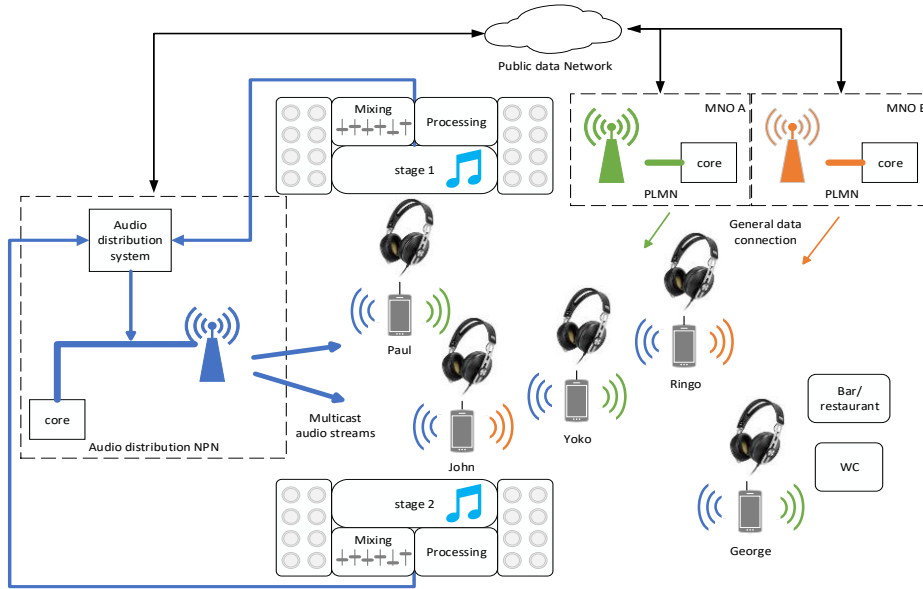 Public data Network
MNO A
MNO B
Mixing
Processing
stage 1
core
core
PLMN
PLMN
General data
connection
Audio
distribution
system
Paul
Ringo
Bar/
restaurant
core
Multicast
audio streams
Yoko
Audio distribution NPN
John
WC
stage 2
Mixing
Processing
George